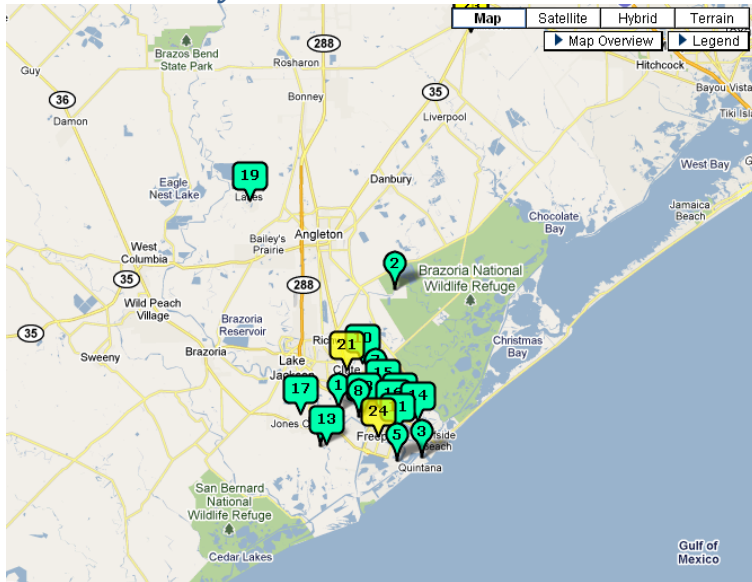 Map
Satellite
Hybrid
Terrain
Map Overview
Legend
Brazos Bend
State Park
288
Rosharon
Guy
Hitchcock
Bonney
36
35
Bayou Vista
Damon
Liverpool
Tiki
West Bay
Eagle
Nest Lake
19
Lakes
Danbury
Jamaica
Beach
Chocolate
Bay
Angleton
Bailey's
Prairie
West
Columbia
2
Brazoria National
Wildlife Refuge
35
288
Wild Peach
Village
Brazoria
Reservoir
35
Christmas
Bay
21
Sweeny
Brazoria
Lake
Jackson
Clute
15
17
1
8
14
13
24
Jones
5
3
Quintana
San Bernard
National
Wildlife Refuge
Cedar Lakes
Gulf of
Mexico